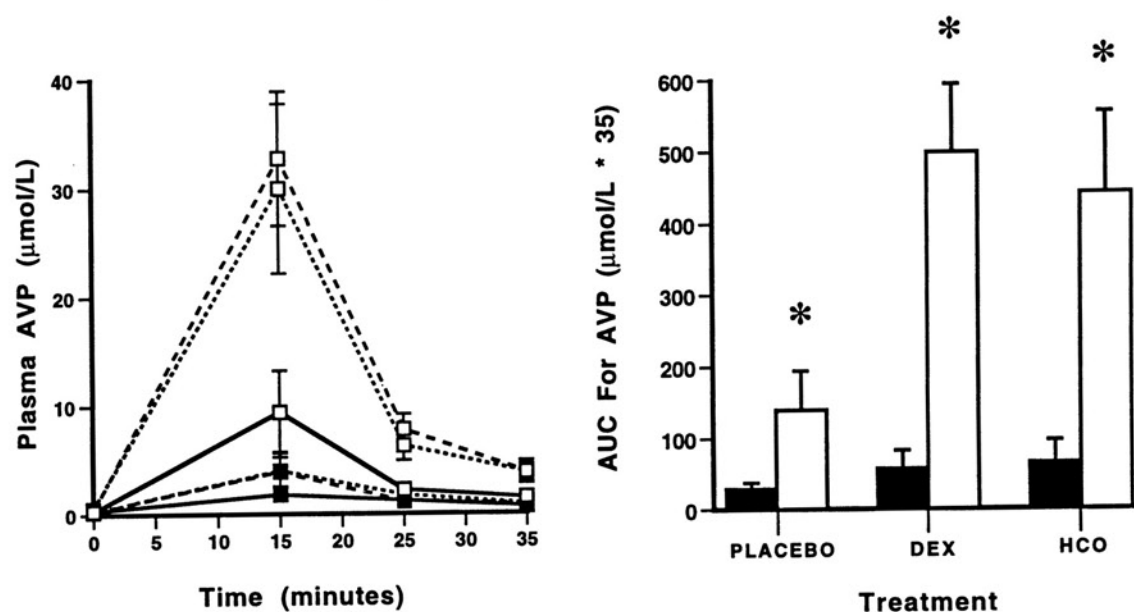 Plasma AVP (µmol/L)
40
30
20
10
0
0 5 10 15 20 25 30 35
Time (minutes)
AUC For AVP (µmol/L * 35)
600
500
400
300
200
100
0
*
*
*
PLACEBO DEX HCO
Treatment